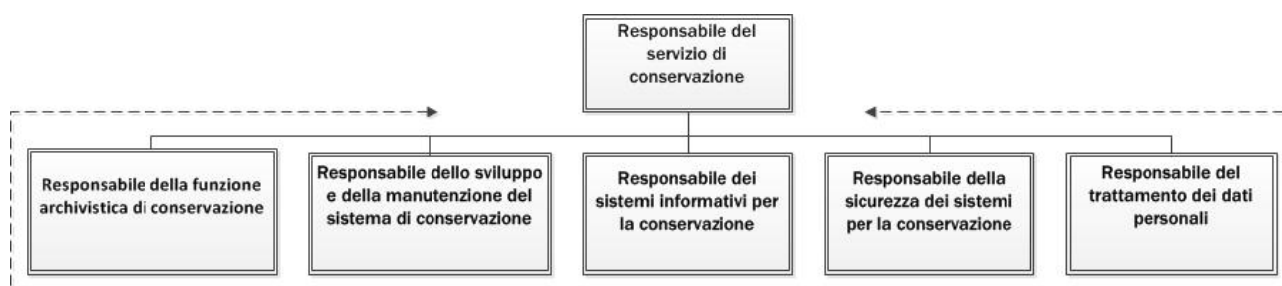 Responsabile del
servizio di
conservazione
Responsabile della funzione
archivistica di conservazione
Responsabile dello sviluppo
e della manutenzione del
sistema di conservazione
Responsabile dei
sistemi informativi per
la conservazione
Responsabile della
sicurezza dei sistemi
per la conservazione
Responsabile del
trattamento dei dati
personali